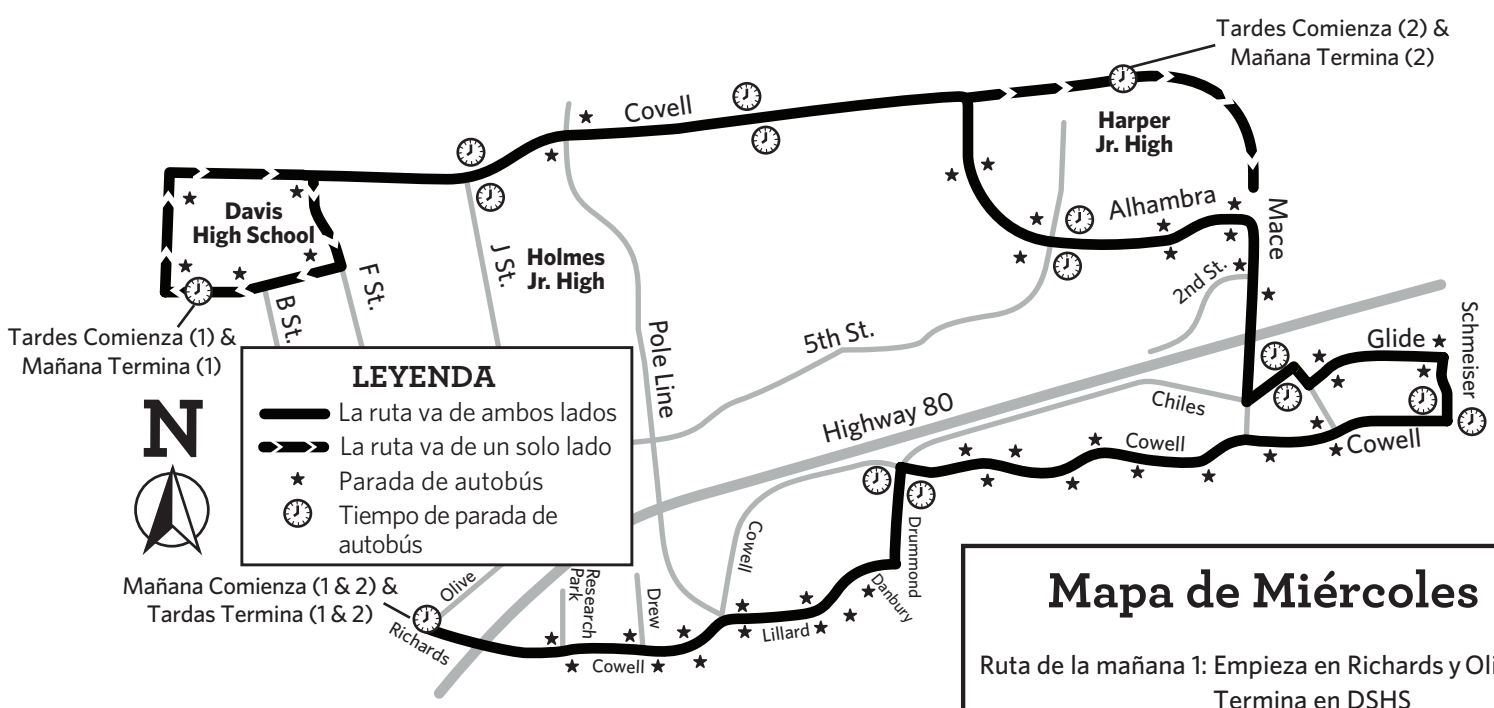 Tardes Comienza (2) &
Mañana Termina (2)
Covell
Harper
Jr. High
Davis
High School
Alhambra
Mace
J St.
Holmes
Jr. High
F St.
B St.
2nd St.
Tardes Comienza (1) &
Mañana Termina (1)
Pole Line
5th St.
Schmeiser
Glide
LEYENDA
La ruta va de ambos lados
La ruta va de un solo lado
Parada de autobús
Tiempo de parada de
autobús
N
Highway 80
Chiles
Cowell
Cowell
Cowell
Drummond
Danbury
Mañana Comienza (1 & 2) &
Tardas Termina (1 & 2)
Olive
Richards
Research
Park
Drew
Lillard
Cowell
Mapa de Miércoles
Ruta de la mañana 1: Empieza en Richards y Oli
Termina en DSHS